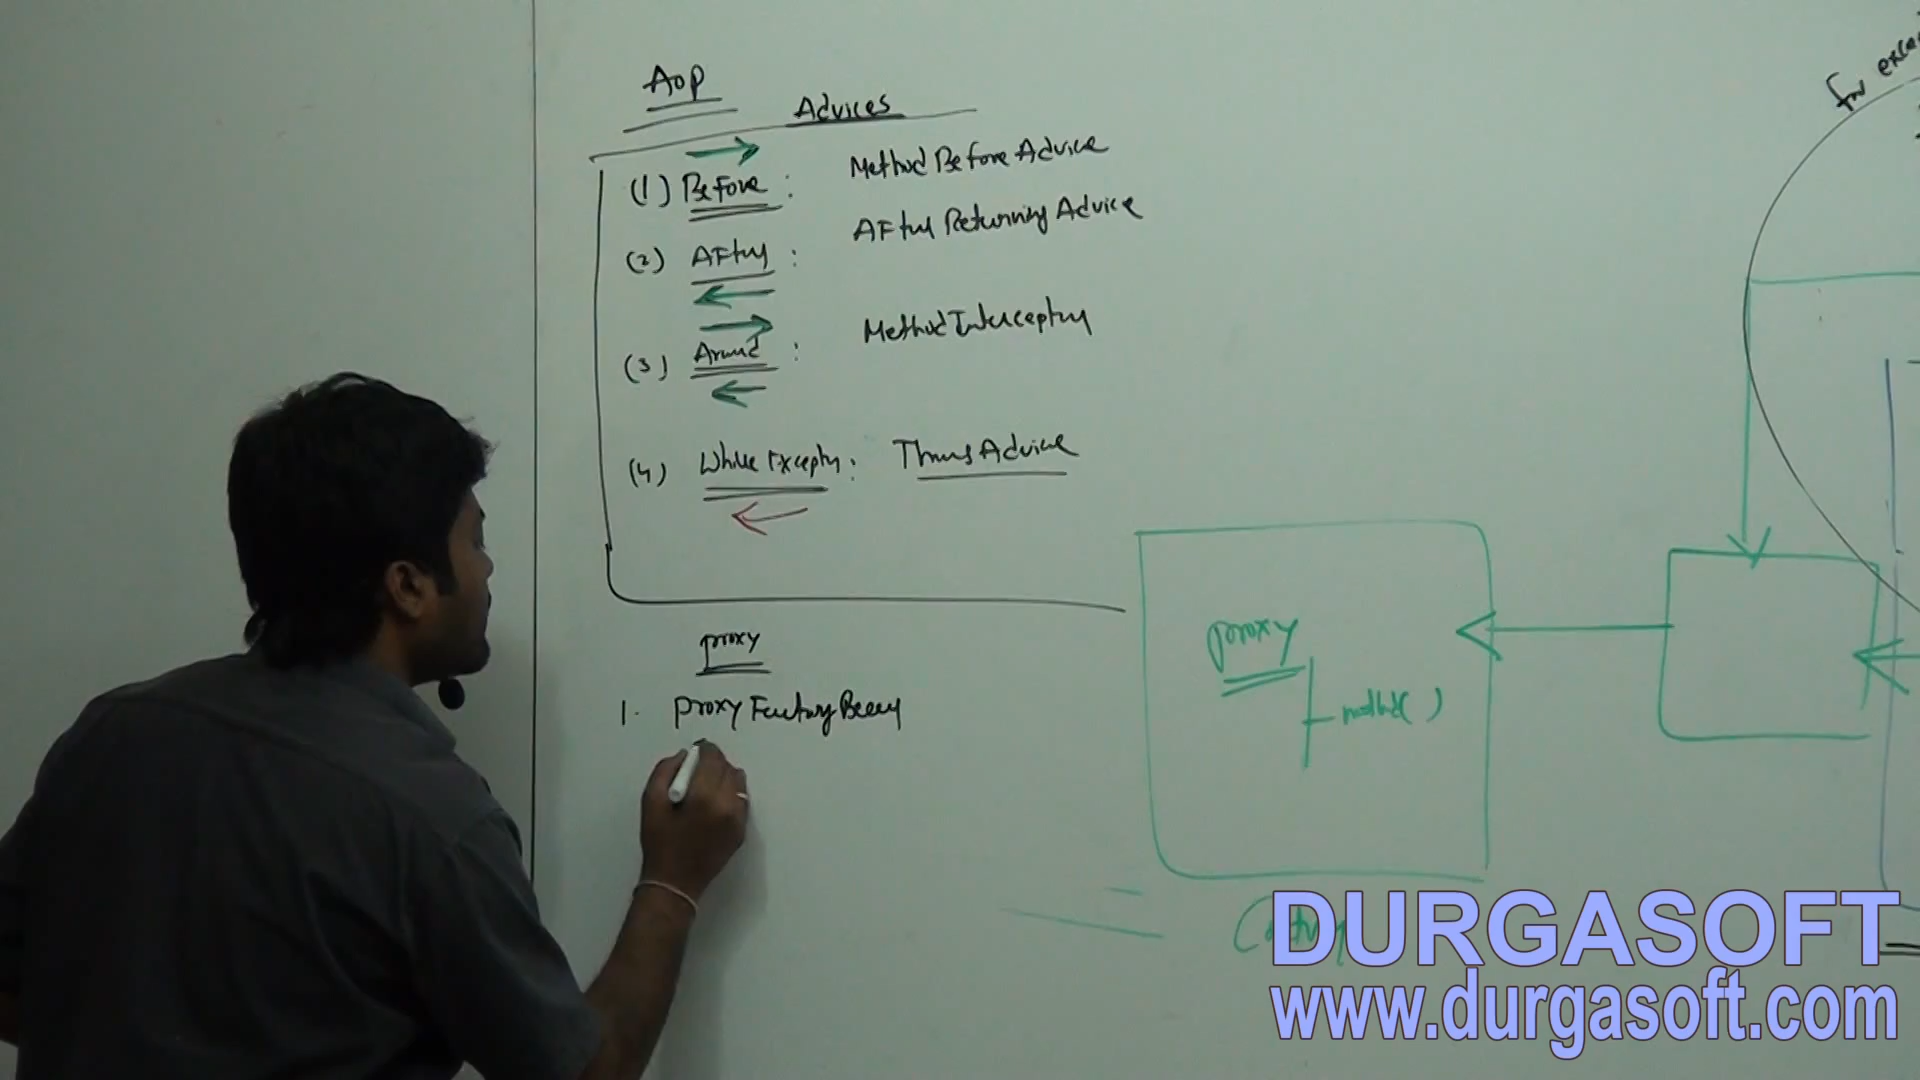 AOP
Advices
(1) Before : Method Before Advice
(2) After : After Returning Advice
(3) Around : Method Interceptor
(4) While Exception : Throws Advice
proxy
1. proxy Factory Bean
proxy
method( )
for
DURGASOFT
www.durgasoft.com